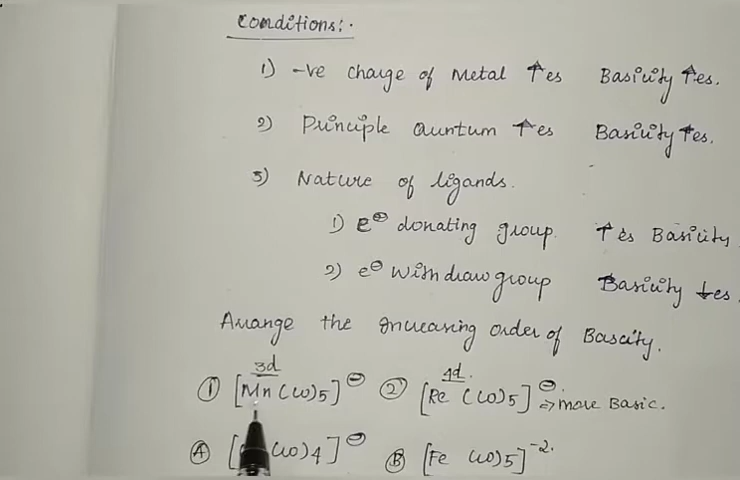 Conditions:-
1) -ve charge of Metal ↑es Basicity ↑es.
2) Principle Quntum ↑es Basicity ↑es.
3) Nature of ligands.
1) e⊕ donating group. ↑es Basicity
2) e⊖ withdraw group Basicity ↓es
Arrange the Increasing order of Bascity.
3d 4d.
① [Mn (CO)5]⊖ ② [Re (CO)5]⊖. => more Basic.
Ⓐ [ (CO)4]⊖ Ⓑ [Fe (CO)5]-2.